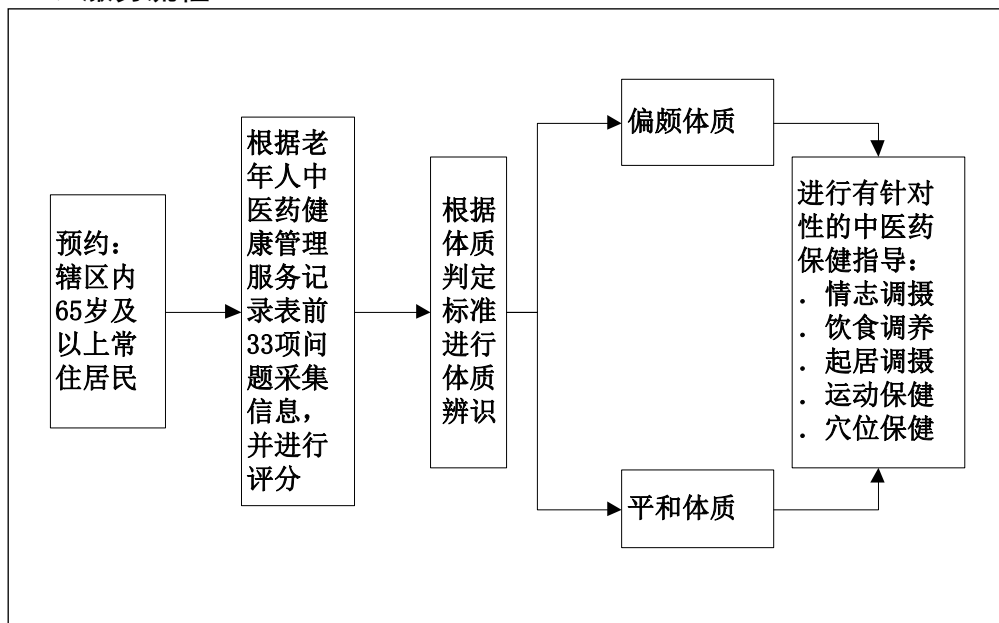 预约：
辖区内
65岁及
以上常
住居民
根据老
年人中
医药健
康管理
服务记
录表前
33项问
题采集
信息，
并进行
评分
根据
体质
判定
标准
进行
体质
辨识
偏颇体质
平和体质
进行有针对
性的中医药
保健指导：
. 情志调摄
. 饮食调养
. 起居调摄
. 运动保健
. 穴位保健